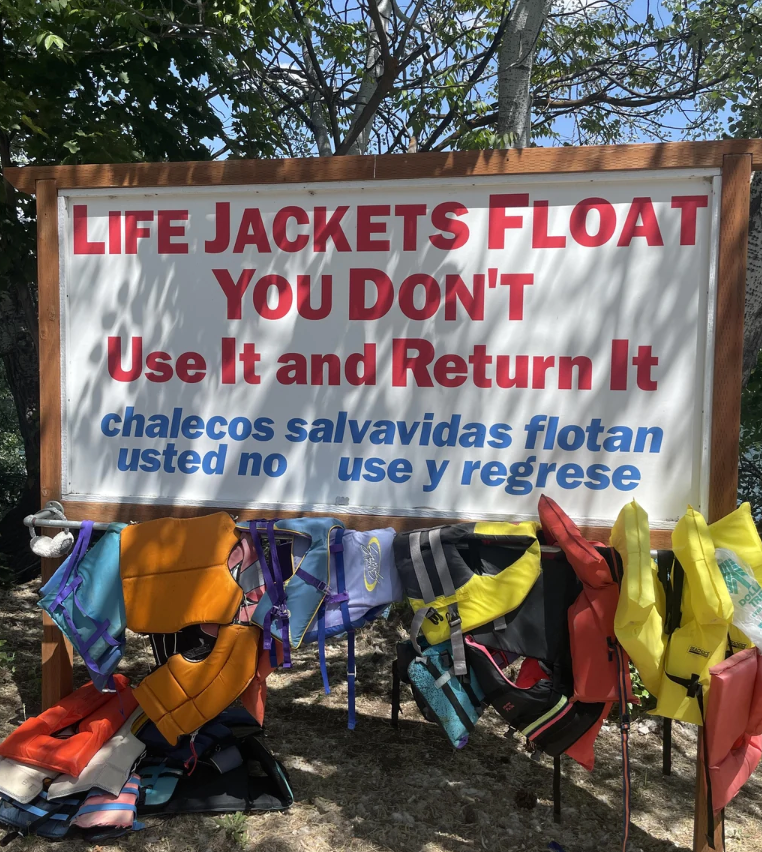 LIFE JACKETS FLOAT
YOU DON'T
Use It and Return It
chalecos salvavidas flotan
usted no use y regrese